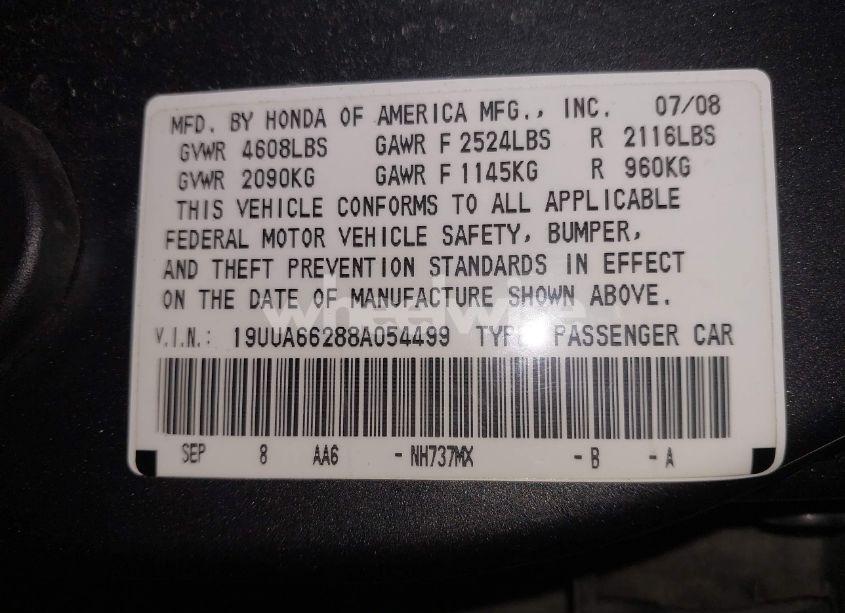 MFD. BY HONDA OF AMERICA MFG., INC. 07/08
GVWR 4608LBS GAWR F 2524LBS R 2116LBS
GVWR 2090KG GAWR F 1145KG R 960KG
THIS VEHICLE CONFORMS TO ALL APPLICABLE
FEDERAL MOTOR VEHICLE SAFETY, BUMPER,
AND THEFT PREVENTION STANDARDS IN EFFECT
ON THE DATE OF MANUFACTURE SHOWN ABOVE.
V.I.N.: 19UUA66288A054499 TYPE: PASSENGER CAR
SEP 8 AA6 - NH737MX - B - A